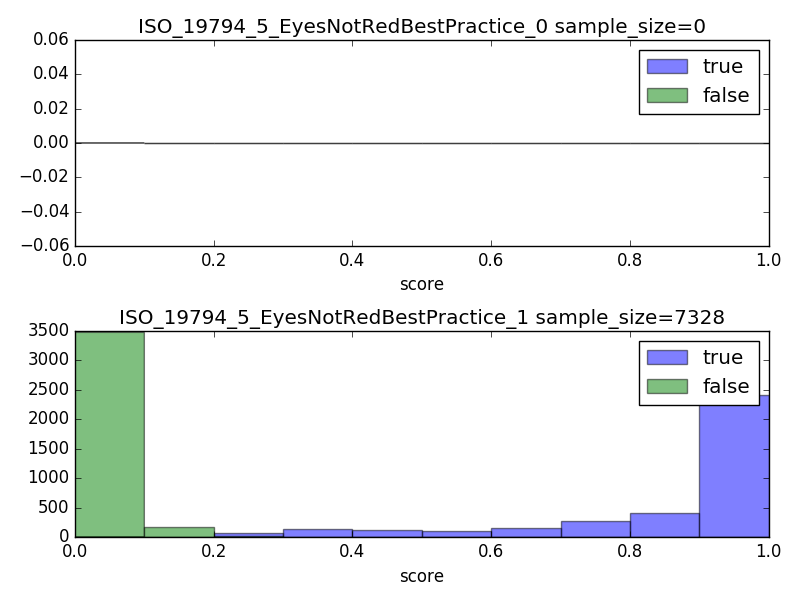 ISO_19794_5_EyesNotRedBestPractice_0 sample_size=0
0.06
0.04
0.02
0.00
−0.02
−0.04
−0.06
true
false
0.0 0.2 0.4 0.6 0.8 1.0
score
ISO_19794_5_EyesNotRedBestPractice_1 sample_size=7328
3500
3000
2500
2000
1500
1000
500
0
true
false
0.0 0.2 0.4 0.6 0.8 1.0
score